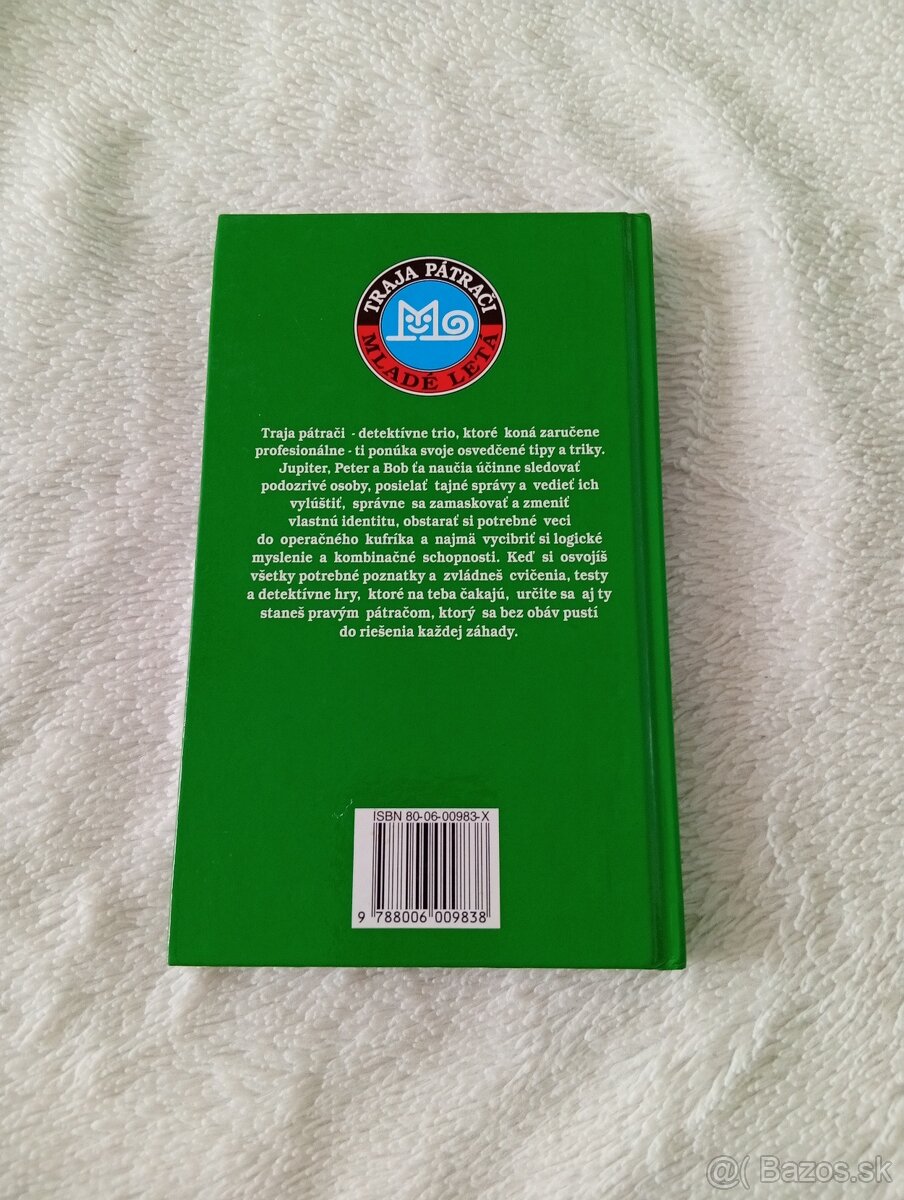 TRAJA PÁTRAČI
MLADÉ LETÁ
Traja pátrači - detektívne trio, ktoré koná zaručene
profesionálne - ti ponúka svoje osvedčené tipy a triky.
Jupiter, Peter a Bob ťa naučia účinne sledovať
podozrivé osoby, posielať tajné správy a vedieť ich
vylúštiť, správne sa zamaskovať a zmeniť
vlastnú identitu, obstarať si potrebné veci
do operačného kufríka a najmä vycibriť si logické
myslenie a kombinačné schopnosti. Keď si osvojíš
všetky potrebné poznatky a zvládneš cvičenia, testy
a detektívne hry, ktoré na teba čakajú, určite sa aj ty
staneš pravým pátračom, ktorý sa bez obáv pustí
do riešenia každej záhady.
ISBN 80-06-00983-X
9 788006 009838
@( Bazos.sk